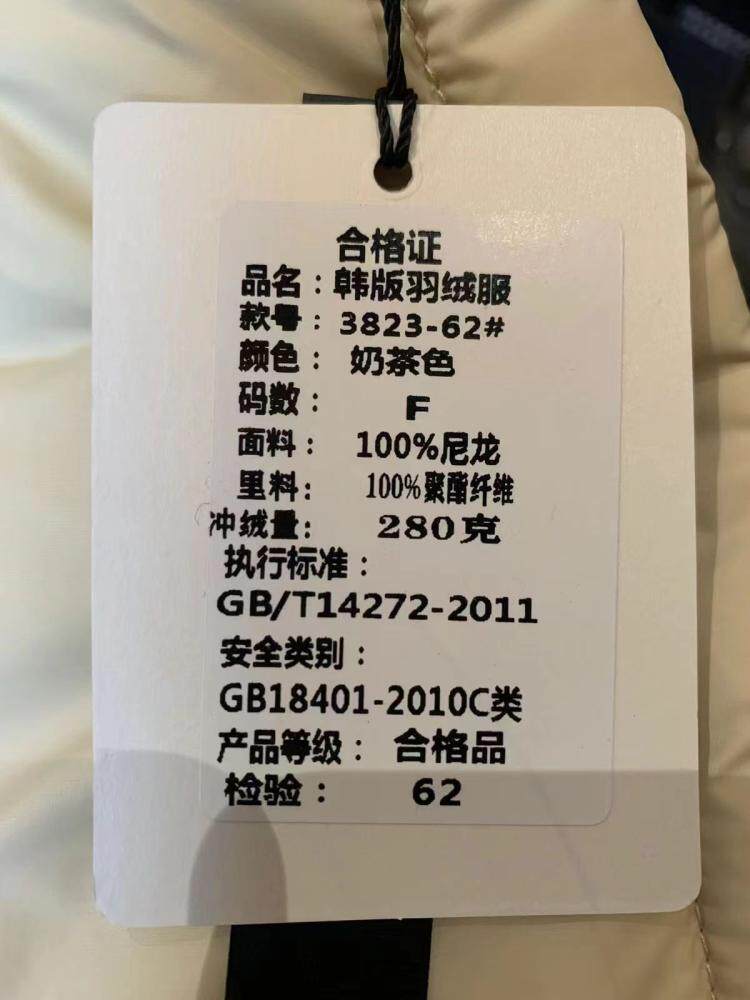 合格证
品名：韩版羽绒服
款号：3823-62#
颜色：奶茶色
码数：F
面料：100%尼龙
里料：100%聚酯纤维
冲绒量：280克
执行标准：
GB/T14272-2011
安全类别：
GB18401-2010C类
产品等级：合格品
检验：62